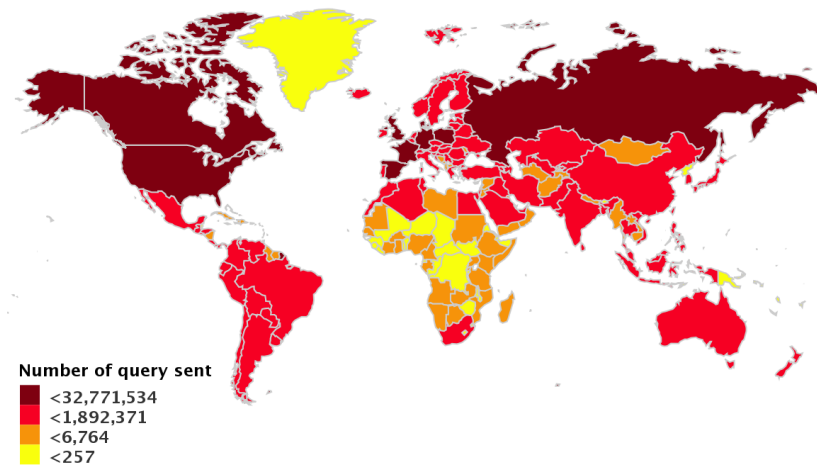 Number of query sent
<32,771,534
<1,892,371
<6,764
<257